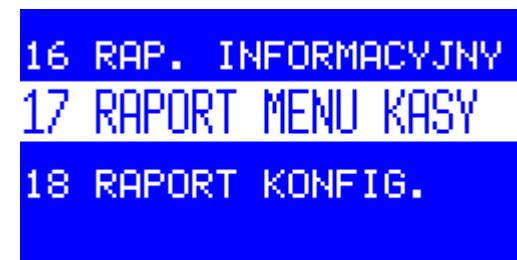 16 RAP. INFORMACYJNY
17 RAPORT MENU KASY
18 RAPORT KONFIG.